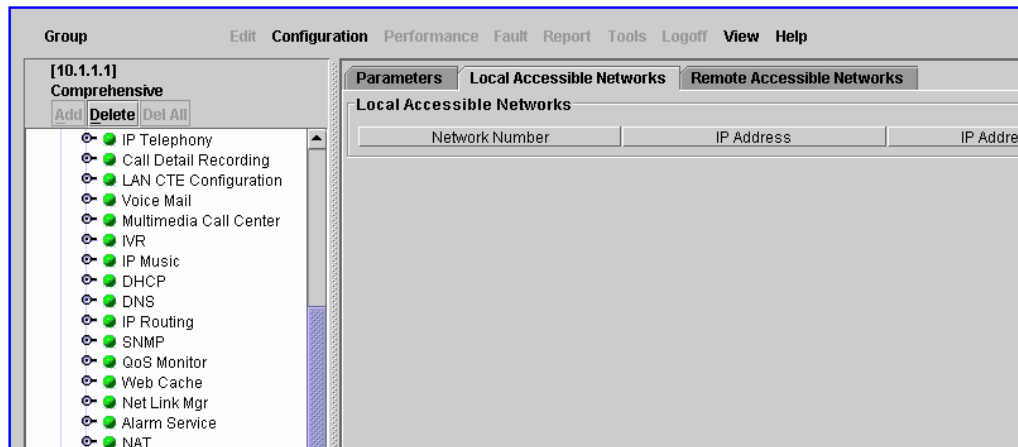 Group Edit Configuration Performance Fault Report Tools Logoff View Help
[10.1.1.1]
Comprehensive
Add Delete Del All
IP Telephony
Call Detail Recording
LAN CTE Configuration
Voice Mail
Multimedia Call Center
IVR
IP Music
DHCP
DNS
IP Routing
SNMP
QoS Monitor
Web Cache
Net Link Mgr
Alarm Service
NAT
Parameters Local Accessible Networks Remote Accessible Networks
Local Accessible Networks
Network Number IP Address IP Addre